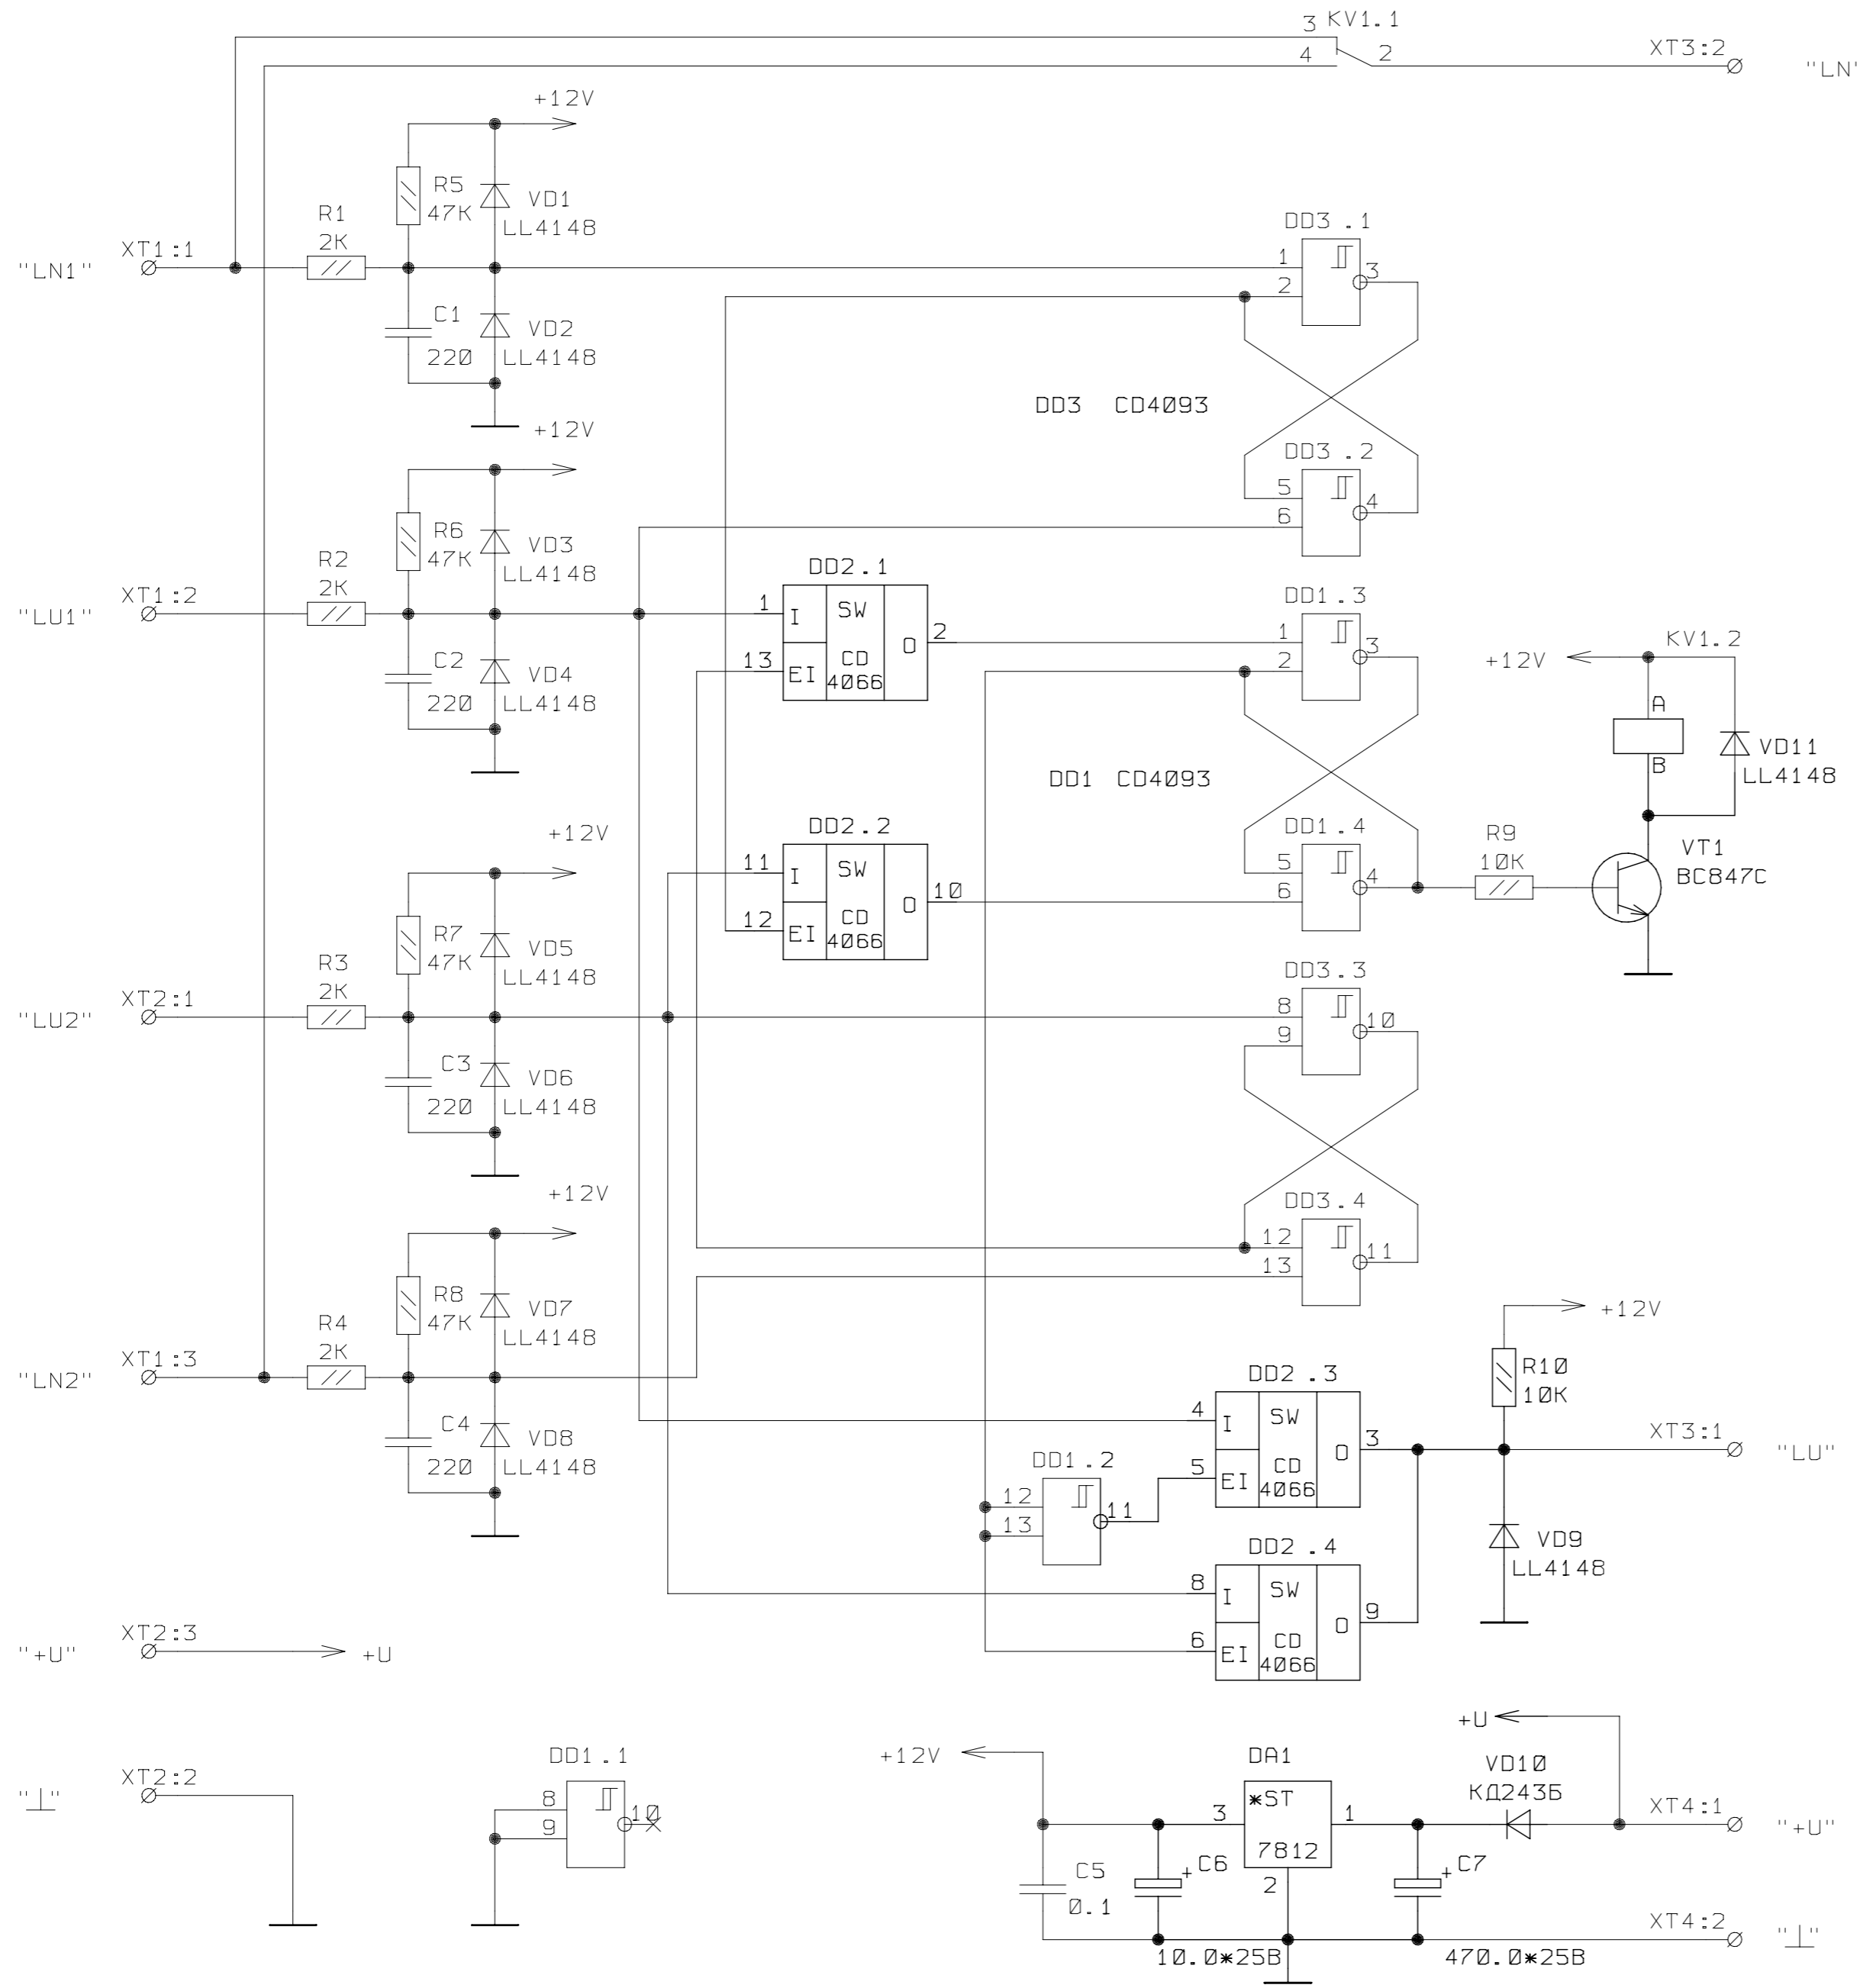 3 KV1.1
4 2
XT3:2
"LN'
+12V
R5
47K
VD1
LL4148
R1
2K
"LN1" XT1:1
C1
220
VD2
LL4148
DD3 .1
1
2
3
DD3 CD4093
+12V
R6
47K
VD3
LL4148
R2
2K
"LU1" XT1:2
C2
220
VD4
LL4148
DD3 .2
5
6
4
DD2.1
1 I SW
13 EI CD
4066
O 2
DD1.3
1
2
3
KV1.2
+12V
A
B
VD11
LL4148
DD1 CD4093
DD2.2
11 I SW
12 EI CD
4066
O 10
DD1.4
5
6
4
R9
10K
VT1
BC847C
+12V
R7
47K
VD5
LL4148
R3
2K
"LU2" XT2:1
C3
220
VD6
LL4148
DD3.3
8
9
10
DD3.4
12
13
11
+12V
R8
47K
VD7
LL4148
R4
2K
"LN2" XT1:3
C4
220
VD8
LL4148
+12V
R10
10K
DD2 .3
4 I SW
5 EI CD
4066
O 3
XT3:1
"LU"
DD1.2
12
13
11
DD2 .4
8 I SW
6 EI CD
4066
O 9
VD9
LL4148
"+U" XT2:3
+U
"⊥" XT2:2
DD1.1
8
9
10
+12V
DA1
*ST
7812
3
1
2
+U
VD10
КД243Б
XT4:1
"+U"
C5
0.1
+ C6
10.0*25В
+ C7
470.0*25В
XT4:2
"⊥"